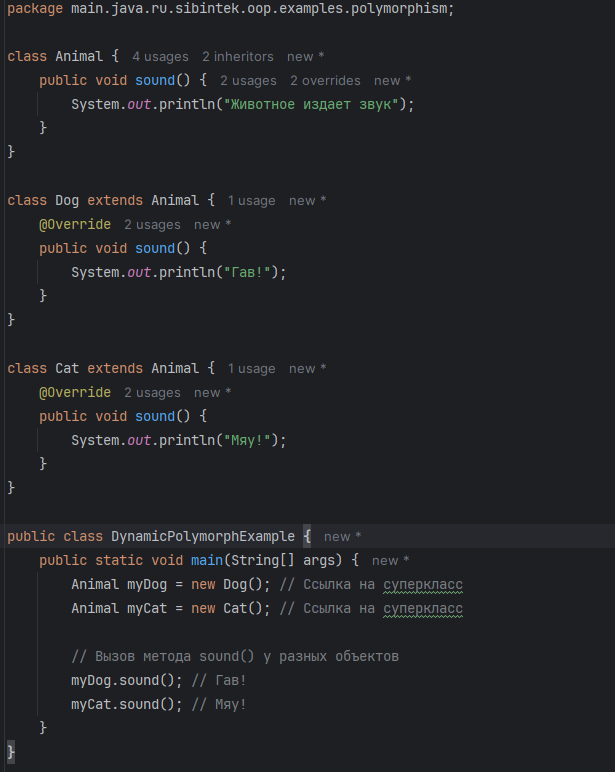 package main.java.ru.sibintek.oop.examples.polymorphism;
class Animal { 4 usages 2 inheritors new *
public void sound() { 2 usages 2 overrides new *
System.out.println("Животное издает звук");
}
}
class Dog extends Animal { 1 usage new *
@Override 2 usages new *
public void sound() {
System.out.println("Гав!");
}
}
class Cat extends Animal { 1 usage new *
@Override 2 usages new *
public void sound() {
System.out.println("Мяу!");
}
}
public class DynamicPolymorphExample { new *
public static void main(String[] args) { new *
Animal myDog = new Dog(); // Ссылка на суперкласс
Animal myCat = new Cat(); // Ссылка на суперкласс
// Вызов метода sound() у разных объектов
myDog.sound(); // Гав!
myCat.sound(); // Мяу!
}
}